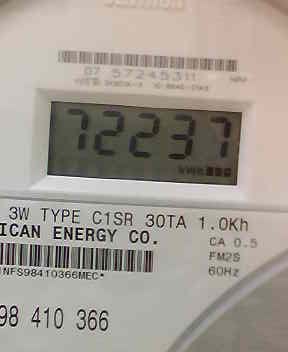 07 57245311
72237
3W TYPE C1SR 30TA 1.0Kh
ICAN ENERGY CO.
CA 0.5
FM2S
60Hz
NFS98410366MEC*
98 410 366